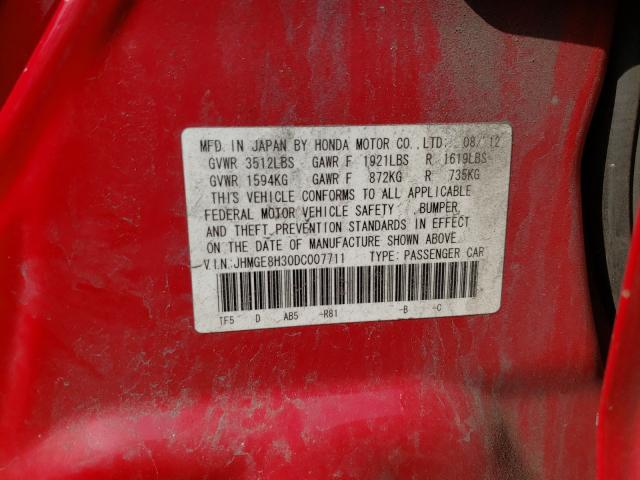 MFD. IN JAPAN BY HONDA MOTOR CO., LTD. 08/12
GVWR 3512LBS GAWR F 1921LBS R 1619LBS
GVWR 1594KG GAWR F 872KG R 735KG
THIS VEHICLE CONFORMS TO ALL APPLICABLE
FEDERAL MOTOR VEHICLE SAFETY, BUMPER,
AND THEFT PREVENTION STANDARDS IN EFFECT
ON THE DATE OF MANUFACTURE SHOWN ABOVE.
V.I.N:JHMGE8H30DC007711 TYPE: PASSENGER CAR
TF5 D AB5 -R81 -B -C